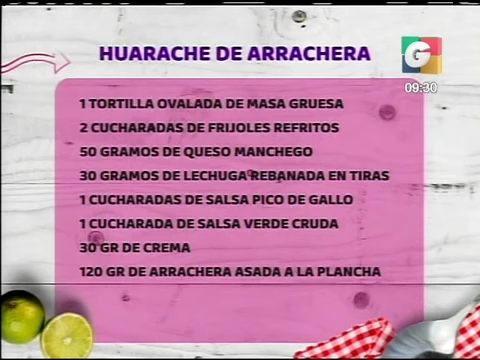 HUARACHE DE ARRACHERA
G
09:30
1 TORTILLA OVALADA DE MASA GRUESA
2 CUCHARADAS DE FRIJOLES REFRITOS
50 GRAMOS DE QUESO MANCHEGO
30 GRAMOS DE LECHUGA REBANADA EN TIRAS
1 CUCHARADAS DE SALSA PICO DE GALLO
1 CUCHARADA DE SALSA VERDE CRUDA
30 GR DE CREMA
120 GR DE ARRACHERA ASADA A LA PLANCHA